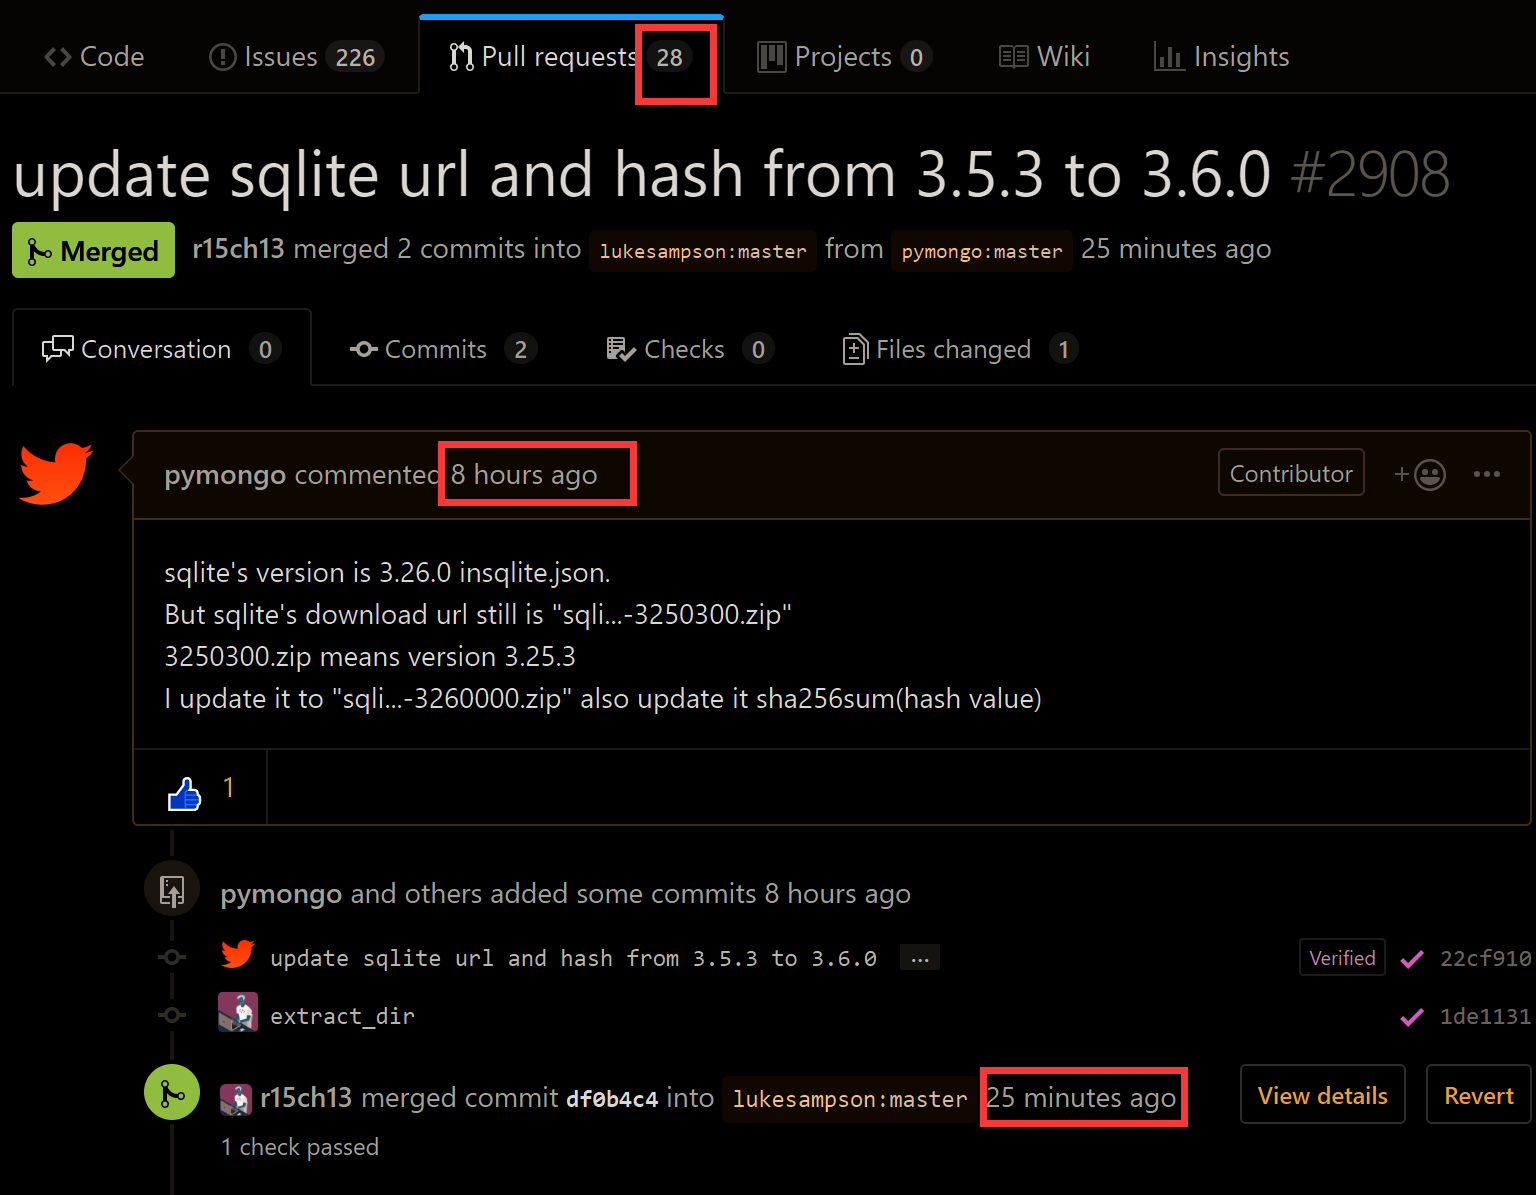 Code Issues 226 Pull requests 28 Projects 0 Wiki Insights
update sqlite url and hash from 3.5.3 to 3.6.0 #2908
Merged r15ch13 merged 2 commits into lukesampson:master from pymongo:master 25 minutes ago
Conversation 0 Commits 2 Checks 0 Files changed 1
pymongo commented 8 hours ago Contributor +
sqlite's version is 3.26.0 insqlite.json.
But sqlite's download url still is "sqli...-3250300.zip"
3250300.zip means version 3.25.3
I update it to "sqli...-3260000.zip" also update it sha256sum(hash value)
1
pymongo and others added some commits 8 hours ago
update sqlite url and hash from 3.5.3 to 3.6.0 ... Verified 22cf910
extract_dir 1de1131
r15ch13 merged commit df0b4c4 into lukesampson:master 25 minutes ago View details Revert
1 check passed